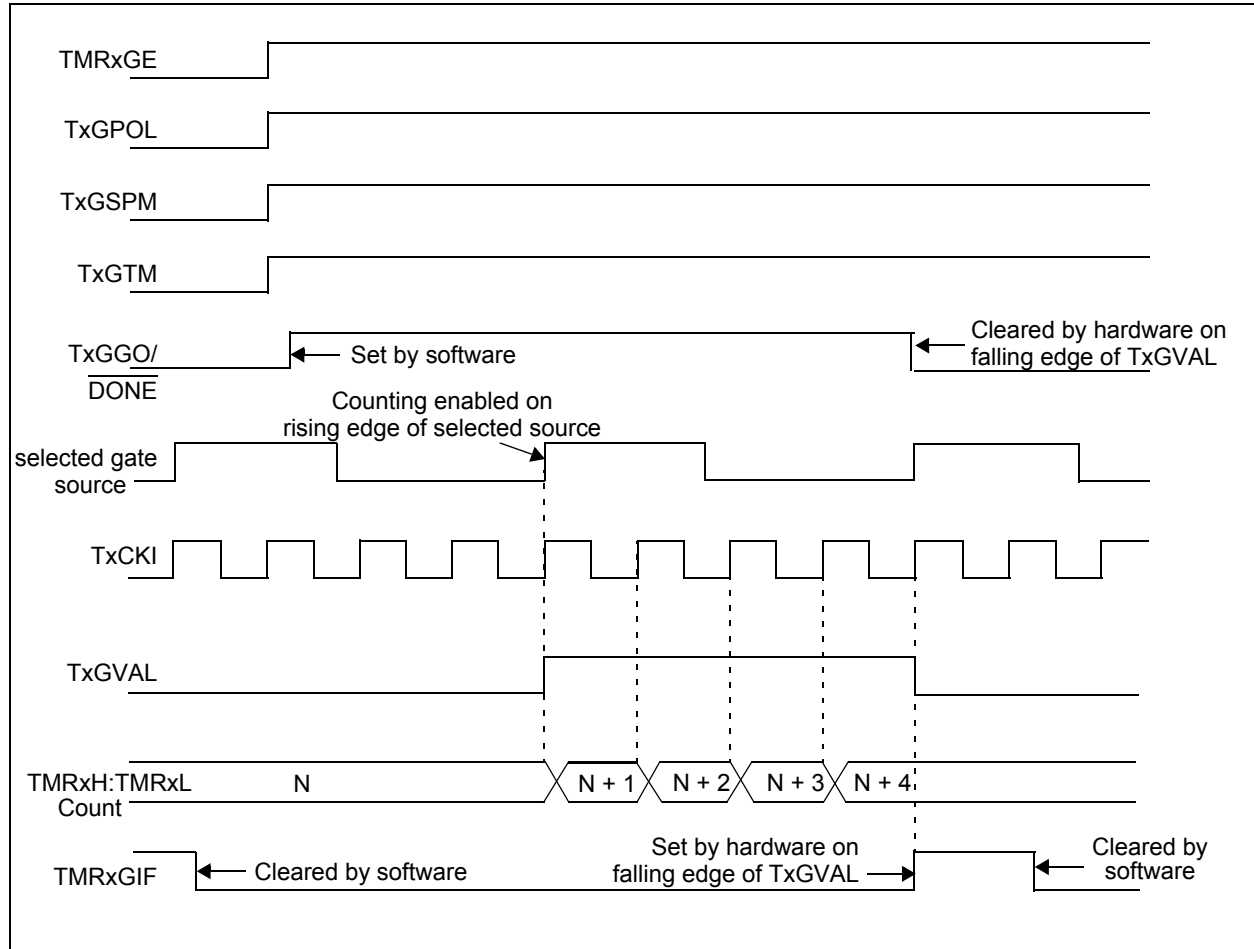 TMRxGE
TxGPOL
TxGSPM
TxGTM
TxGGO/
DONE
Set by software
Cleared by hardware on
falling edge of TxGVAL
Counting enabled on
rising edge of selected source
selected gate
source
TxCKI
TxGVAL
TMRxH:TMRxL
Count
N
N + 1
N + 2
N + 3
N + 4
TMRxGIF
Cleared by software
Set by hardware on
falling edge of TxGVAL
Cleared by
software